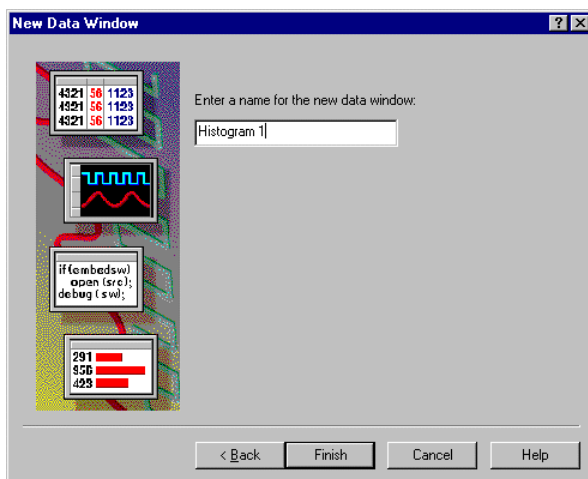 New Data Window
4321 56 1123
4321 56 1123
4321 56 1123
Enter a name for the new data window:
Histogram 1
if(embedsw)
open (src);
debug ( sw);
291
956
423
< Back
Finish
Cancel
Help